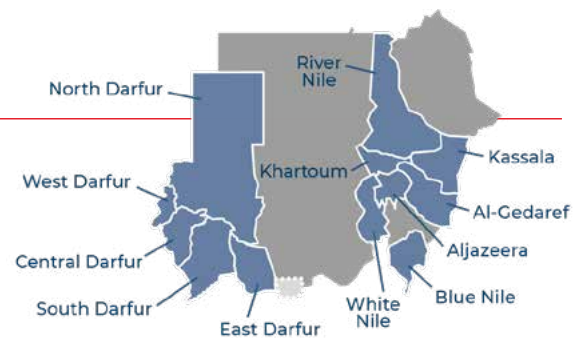 River
Nile
North Darfur
Kassala
Khartoum
West Darfur
Al-Gedaref
Aljazeera
Central Darfur
Blue Nile
South Darfur
White
Nile
East Darfur